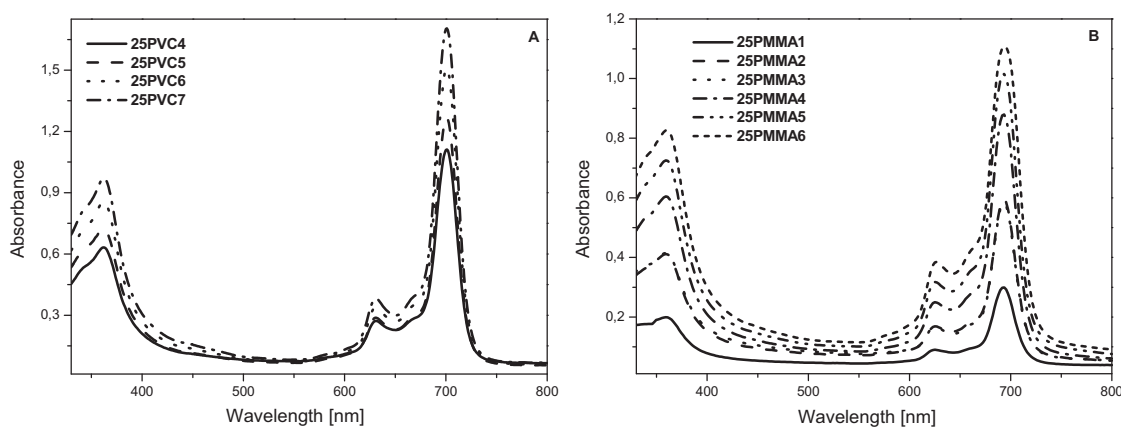 A
25PVC4
25PVC5
25PVC6
25PVC7
1,5
1,2
0,9
0,6
0,3
Absorbance
400
500
600
700
800
Wavelength [nm]
B
25PMMA1
25PMMA2
25PMMA3
25PMMA4
25PMMA5
25PMMA6
1,2
1,0
0,8
0,6
0,4
0,2
Absorbance
400
500
600
700
800
Wavelength [nm]